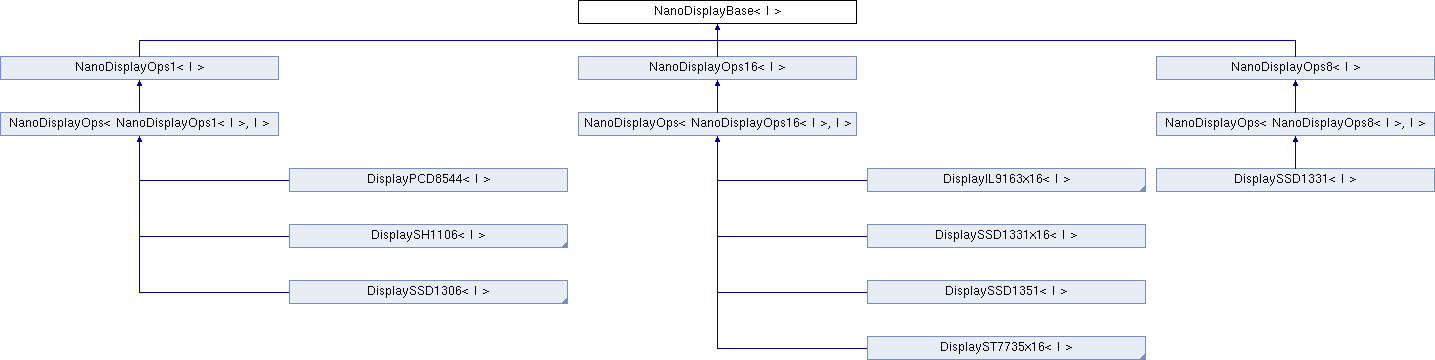 NanoDisplayBase< I >
NanoDisplayOps1< I >
NanoDisplayOps16< I >
NanoDisplayOps8< I >
NanoDisplayOps< NanoDisplayOps1< I >, I >
NanoDisplayOps< NanoDisplayOps16< I >, I >
NanoDisplayOps< NanoDisplayOps8< I >, I >
DisplayPCD8544< I >
DisplayIL9163x16< I >
DisplaySSD1331< I >
DisplaySH1106< I >
DisplaySSD1331x16< I >
DisplaySSD1306< I >
DisplaySSD1351< I >
DisplayST7735x16< I >